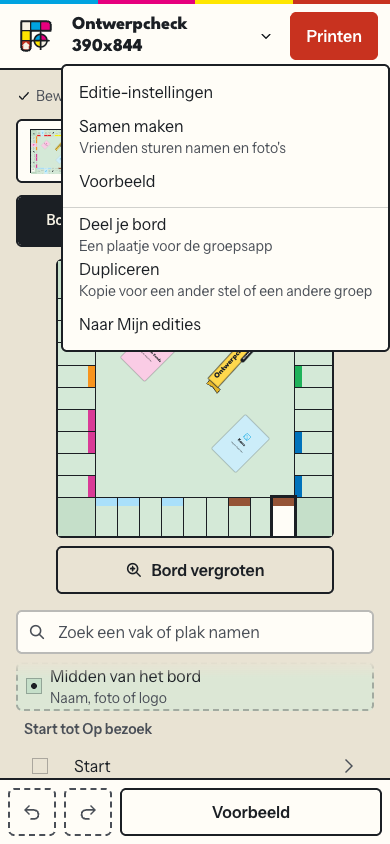 Ontwerpcheck
390x844
Printen
Bew
Editie-instellingen
Samen maken
Vrienden sturen namen en foto's
Voorbeeld
Bo
Deel je bord
Een plaatje voor de groepsapp
Dupliceren
Kopie voor een ander stel of een andere groep
Naar Mijn edities
Bord vergroten
Zoek een vak of plak namen
Midden van het bord
Naam, foto of logo
Start tot Op bezoek
Start
Voorbeeld